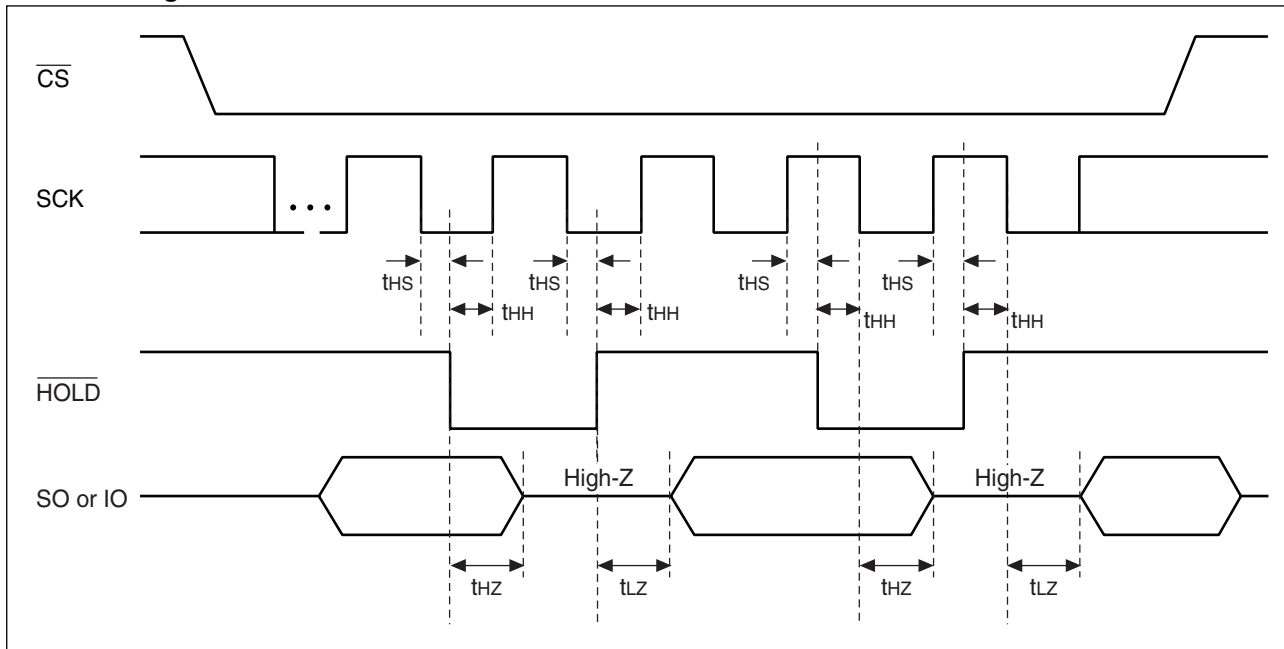 CS
SCK
• • •
tHS
tHS
tHS
tHS
tHH
tHH
tHH
tHH
HOLD
High-Z
High-Z
SO or IO
tHZ
tLZ
tHZ
tLZ